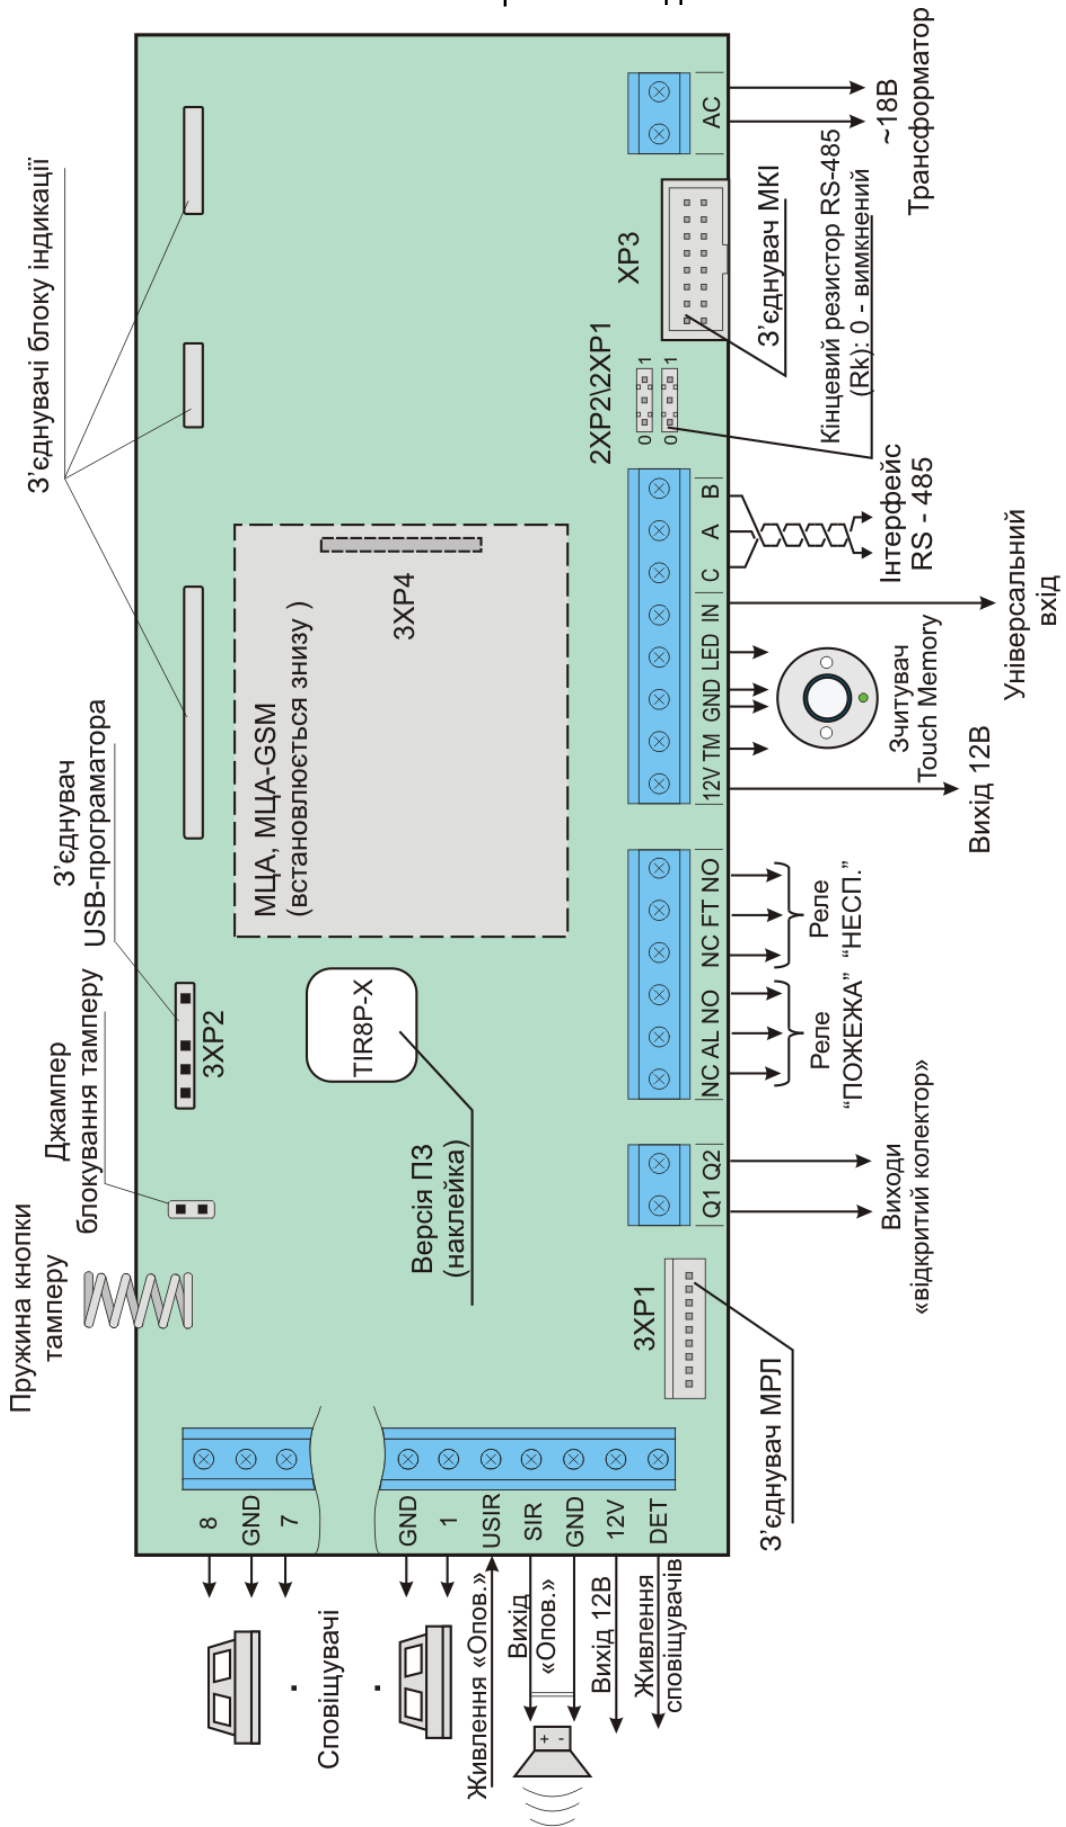 З’єднувачі блоку індикації
З’єднувач
USB-програматора
Джампер
блокування тамперу
Пружина кнопки
тамперу
3XP2
МЦА, МЦА-GSM
(встановлюється знизу )
3XP4
TIR8P-X
Версія ПЗ
(наклейка)
8
GND
7
GND
1
USIR
SIR
GND
12V
DET
Сповіщувачі
Живлення «Опов.»
Вихід
«Опов.»
+ -
Вихід 12В
Живлення
сповіщувачів
3XP1
З’єднувач МРЛ
Q1 Q2
Виходи
«відкритий колектор»
NC AL NO
NC FT NO
Реле
“ПОЖЕЖА”
Реле
“НЕСП.”
12V TM GND LED IN
C A B
Вихід 12В
Зчитувач
Touch Memory
Універсальний
вхід
Інтерфейс
RS - 485
2XP2\2XP1
0 1
0 1
Кінцевий резистор RS-485
(Rk): 0 - вимкнений
XP3
З’єднувач МКІ
AC
~18В
Трансформатор